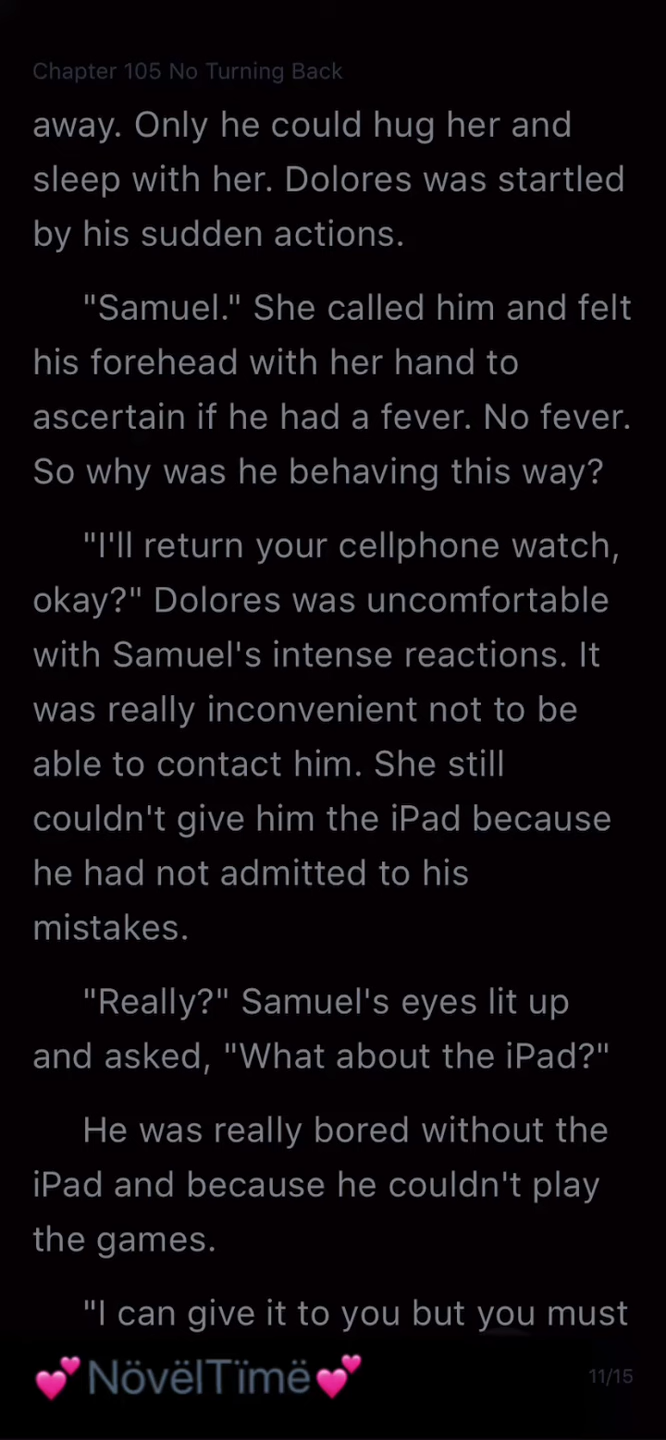 Chapter 105 No Turning Back
away. Only he could hug her and
sleep with her. Dolores was startled
by his sudden actions.
"Samuel." She called him and felt
his forehead with her hand to
ascertain if he had a fever. No fever.
So why was he behaving this way?
"I'll return your cellphone watch,
okay?" Dolores was uncomfortable
with Samuel's intense reactions. It
was really inconvenient not to be
able to contact him. She still
couldn't give him the iPad because
he had not admitted to his
mistakes.
"Really?" Samuel's eyes lit up
and asked, "What about the iPad?"
He was really bored without the
iPad and because he couldn't play
the games.
"I can give it to you but you must
💕NövëlTïmë💕
11/15